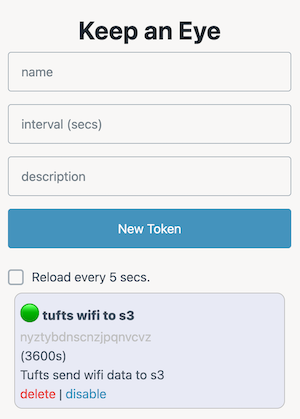 Keep an Eye
name
interval (secs)
description
New Token
Reload every 5 secs.
tufts wifi to s3
nyztybdnscnzjpqnvcvz
(3600s)
Tufts send wifi data to s3
delete | disable